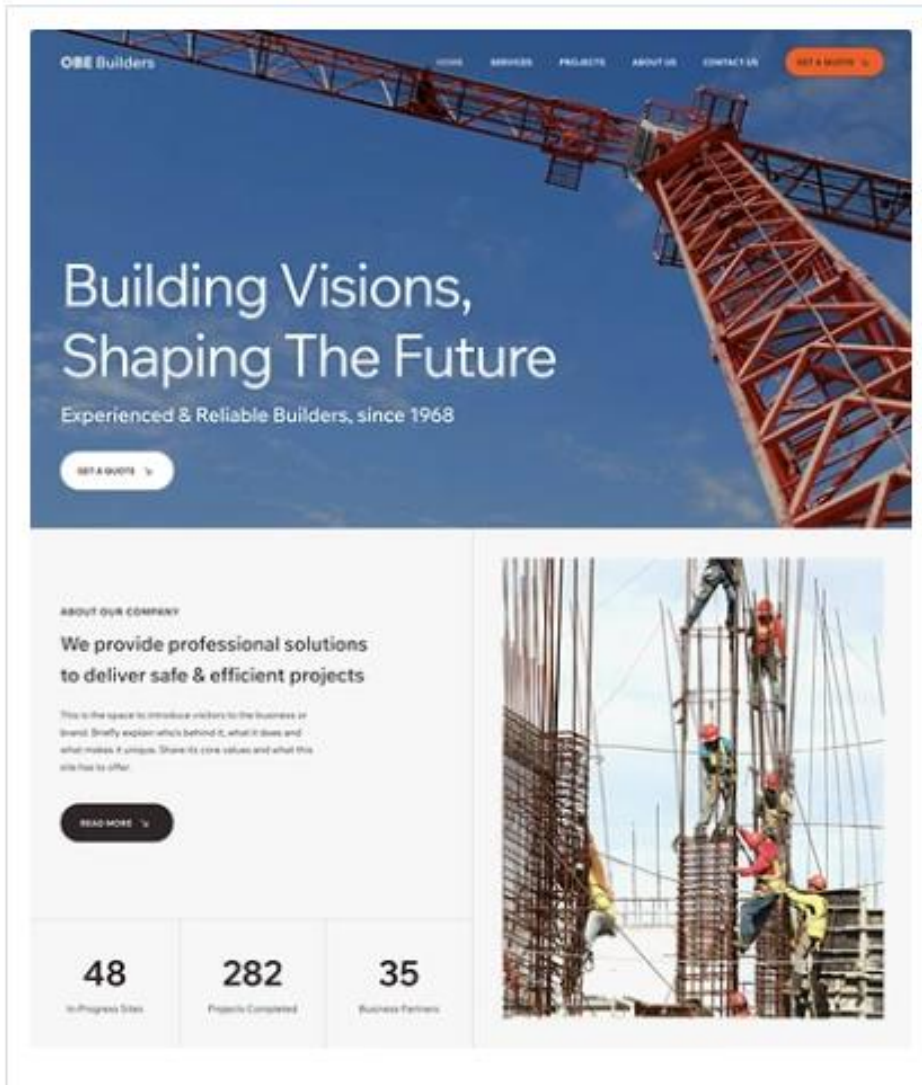 OBE Builders
HOME SERVICES PROJECTS ABOUT US CONTACT US GET A QUOTE
Building Visions,
Shaping The Future
Experienced & Reliable Builders, since 1968
GET A QUOTE
ABOUT OUR COMPANY
We provide professional solutions
to deliver safe & efficient projects
This is the space to introduce visitors to the business or
brand. Briefly explain who's behind it, what it does and
what makes it unique. Share its core values and what this
site has to offer.
READ MORE
48 282 35
In-Progress Sites Projects Completed Business Partners